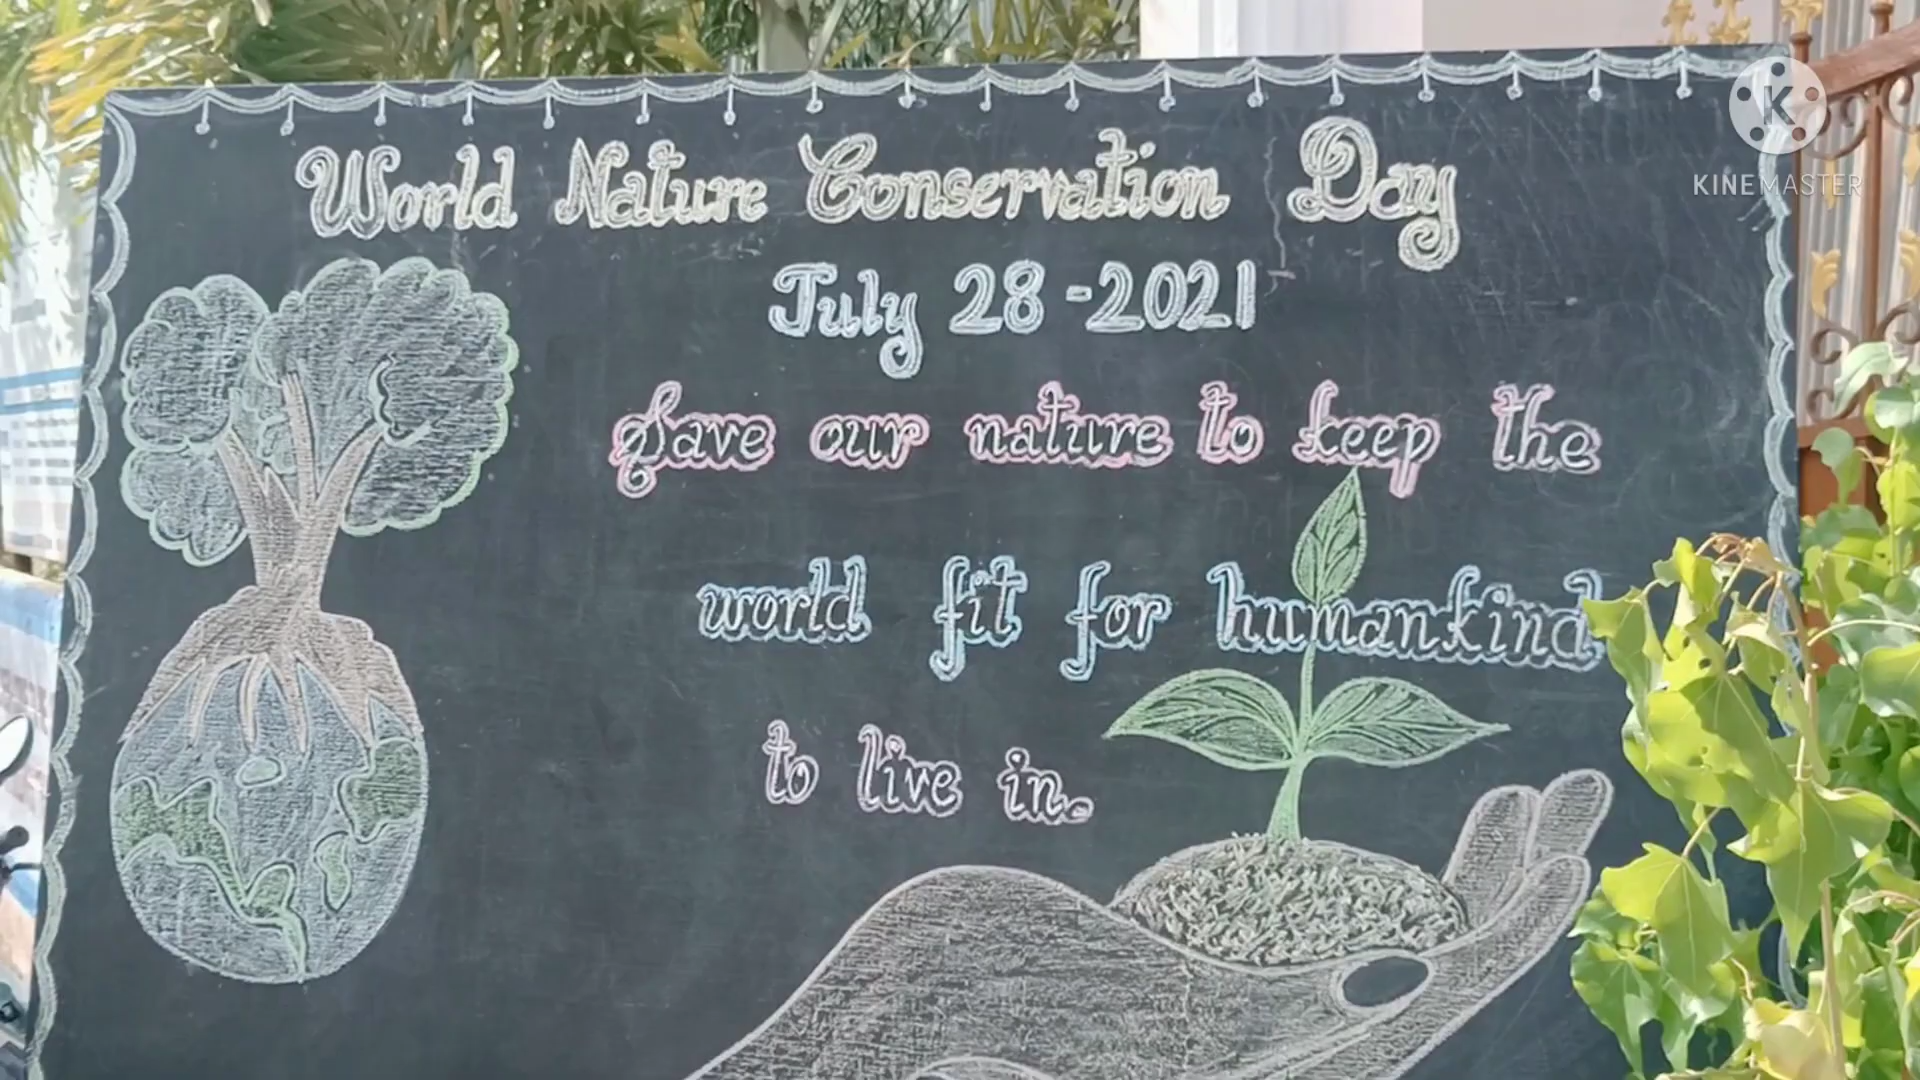 World Nature Conservation Day
July 28 - 2021
Save our nature to keep the
world fit for humankind
to live in.
K
KINEMASTER